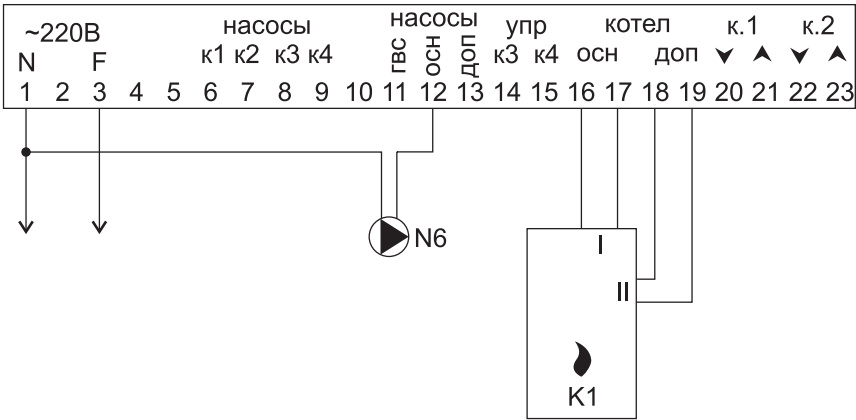 ~220В насосы насосы упр котел к.1 к.2
N F к1 к2 к3 к4 гвс осн доп к3 к4 осн доп
1 2 3 4 5 6 7 8 9 10 11 12 13 14 15 16 17 18 19 20 21 22 23
N6
I
II
К1